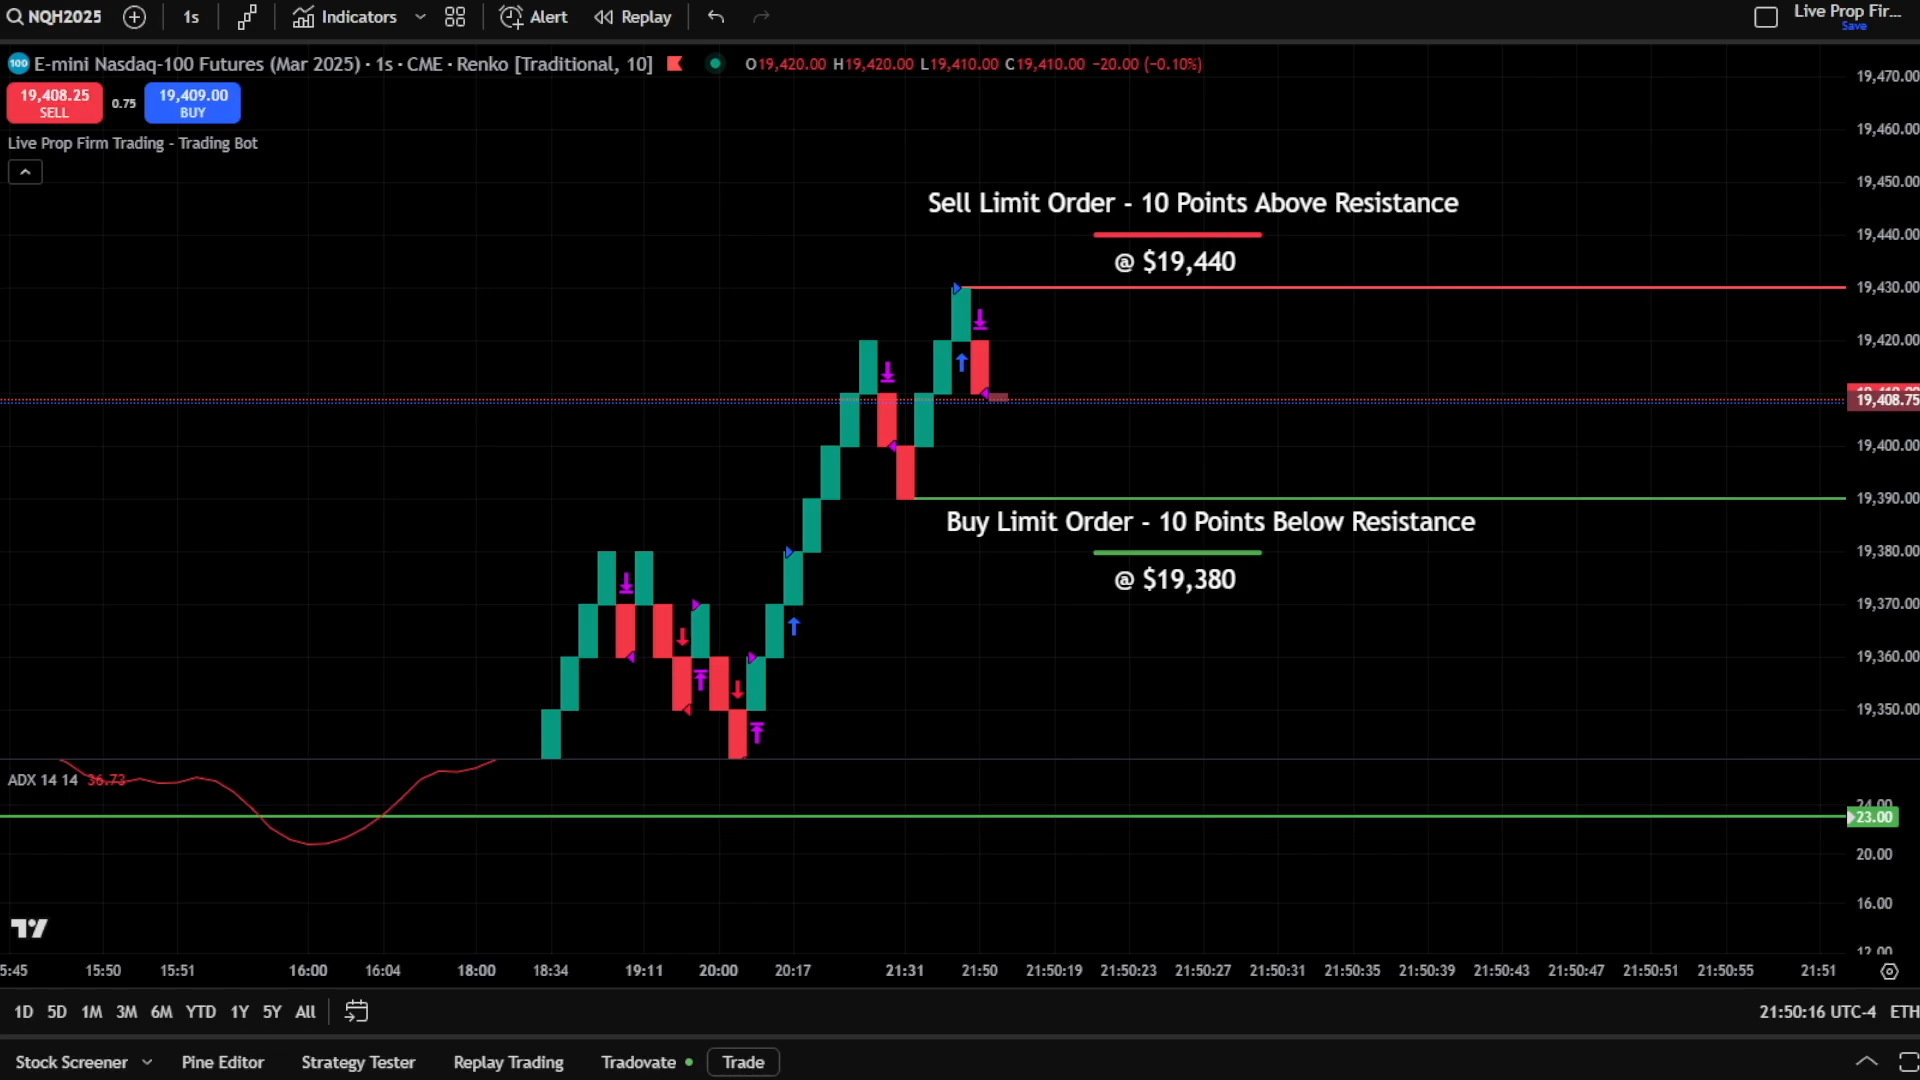 NQH2025 1s Indicators Alert Replay Live Prop Fir...
Save
100 E-mini Nasdaq-100 Futures (Mar 2025) · 1s · CME · Renko [Traditional, 10] O19,420.00 H19,420.00 L19,410.00 C19,410.00 −20.00 (−0.10%)
19,408.25 0.75 19,409.00
SELL BUY
Live Prop Firm Trading - Trading Bot
Sell Limit Order - 10 Points Above Resistance
@ $19,440
Buy Limit Order - 10 Points Below Resistance
@ $19,380
19,470.00
19,460.00
19,450.00
19,440.00
19,430.00
19,420.00
19,408.75
19,400.00
19,390.00
19,380.00
19,370.00
19,360.00
19,350.00
ADX 14 14 36.73
24.00
23.00
20.00
16.00
12.00
5:45 15:50 15:51 16:00 16:04 18:00 18:34 19:11 20:00 20:17 21:31 21:50 21:50:19 21:50:23 21:50:27 21:50:31 21:50:35 21:50:39 21:50:43 21:50:47 21:50:51 21:50:55 21:51
1D 5D 1M 3M 6M YTD 1Y 5Y All 21:50:16 UTC-4 ETH
Stock Screener Pine Editor Strategy Tester Replay Trading Tradovate Trade